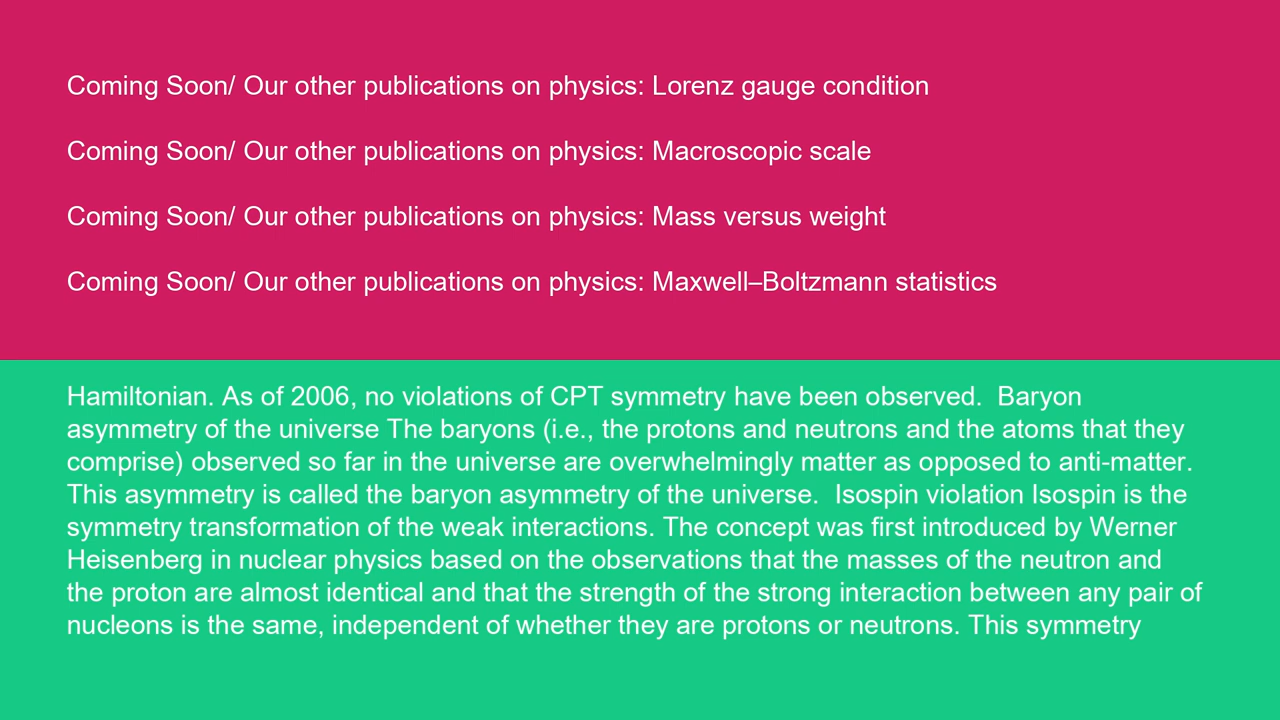 Coming Soon/ Our other publications on physics: Lorenz gauge condition
Coming Soon/ Our other publications on physics: Macroscopic scale
Coming Soon/ Our other publications on physics: Mass versus weight
Coming Soon/ Our other publications on physics: Maxwell–Boltzmann statistics
Hamiltonian. As of 2006, no violations of CPT symmetry have been observed.  Baryon
asymmetry of the universe The baryons (i.e., the protons and neutrons and the atoms that they
comprise) observed so far in the universe are overwhelmingly matter as opposed to anti-matter.
This asymmetry is called the baryon asymmetry of the universe.  Isospin violation Isospin is the
symmetry transformation of the weak interactions. The concept was first introduced by Werner
Heisenberg in nuclear physics based on the observations that the masses of the neutron and
the proton are almost identical and that the strength of the strong interaction between any pair of
nucleons is the same, independent of whether they are protons or neutrons. This symmetry